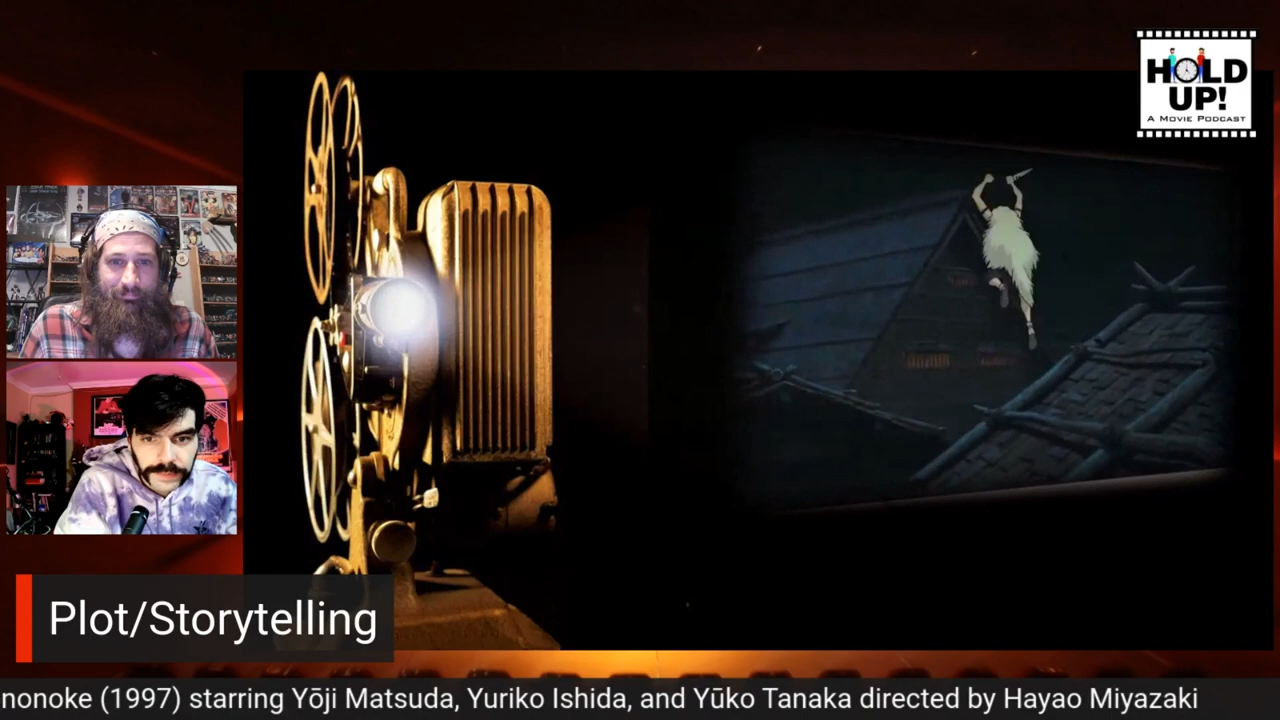 HOLD
UP!
A MOVIE PODCAST
Plot/Storytelling
nonoke (1997) starring Yōji Matsuda, Yuriko Ishida, and Yūko Tanaka directed by Hayao Miyazaki